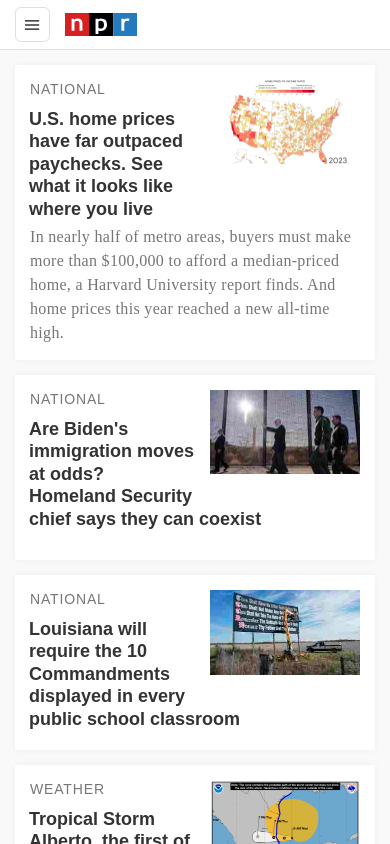 npr
NATIONAL
U.S. home prices
have far outpaced
paychecks. See
what it looks like
where you live
2023
In nearly half of metro areas, buyers must make
more than $100,000 to afford a median-priced
home, a Harvard University report finds. And
home prices this year reached a new all-time
high.
NATIONAL
Are Biden's
immigration moves
at odds?
Homeland Security
chief says they can coexist
NATIONAL
Louisiana will
require the 10
Commandments
displayed in every
public school classroom
WEATHER
Tropical Storm
Alberto, the first of